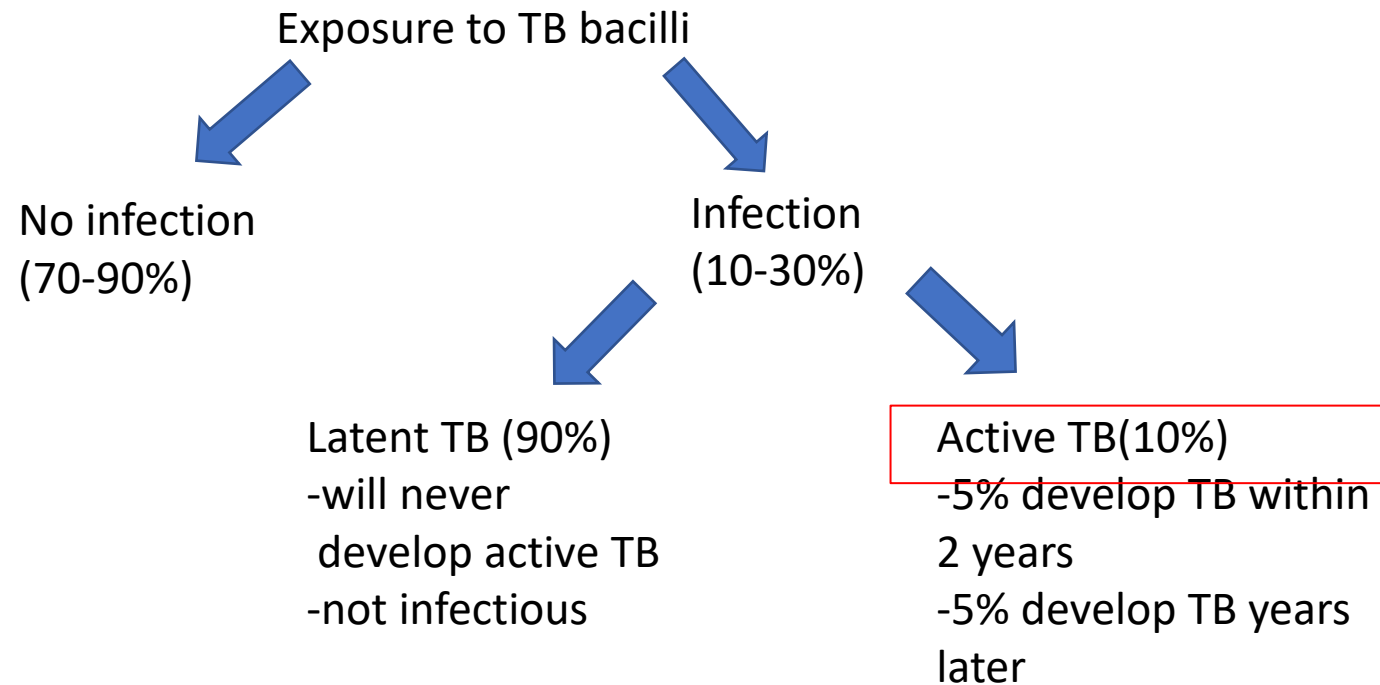 Exposure to TB bacilli
No infection
(70-90%)
Infection
(10-30%)
Latent TB (90%)
-will never
develop active TB
-not infectious
Active TB(10%)
-5% develop TB within
2 years
-5% develop TB years
later